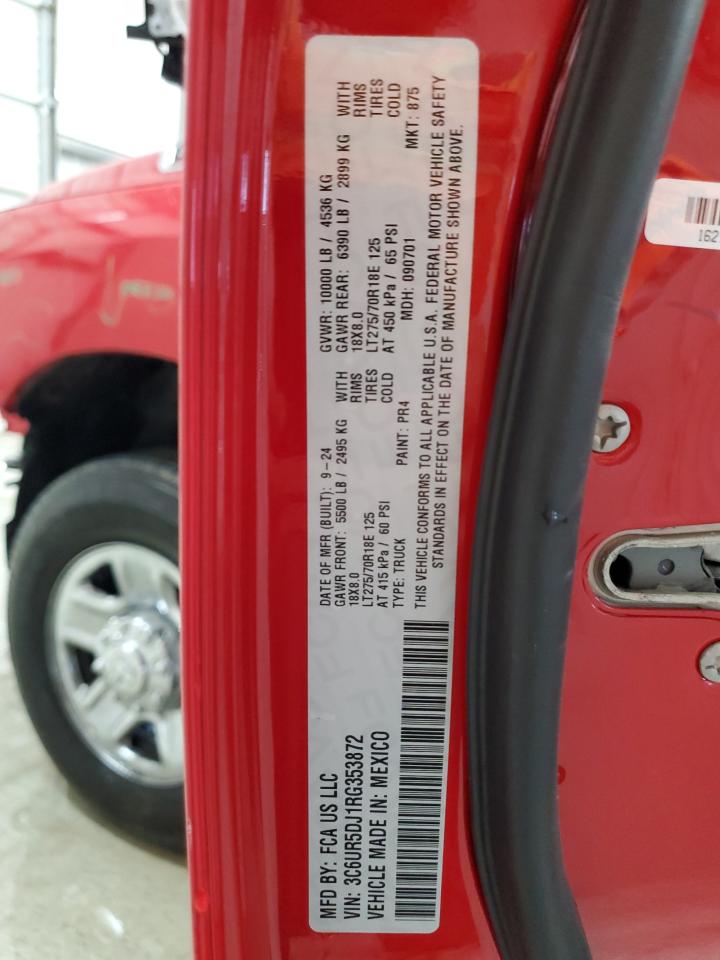 MFD BY: FCA US LLC
VIN: 3C6UR5DJ1RG353872
VEHICLE MADE IN: MEXICO
DATE OF MFR (BUILT): 9-24
GAWR FRONT: 5500 LB / 2495 KG WITH
18X8.0 RIMS
LT275/70R18E 125 TIRES
AT 415 kPa / 60 PSI COLD
TYPE: TRUCK PAINT: PR4
GVWR: 10000 LB / 4536 KG
GAWR REAR: 6390 LB / 2899 KG WITH
18X8.0 RIMS
LT275/70R18E 125 TIRES
AT 450 kPa / 65 PSI COLD
MDH: 090701 MKT: 875
THIS VEHICLE CONFORMS TO ALL APPLICABLE U.S.A. FEDERAL MOTOR VEHICLE SAFETY
STANDARDS IN EFFECT ON THE DATE OF MANUFACTURE SHOWN ABOVE.